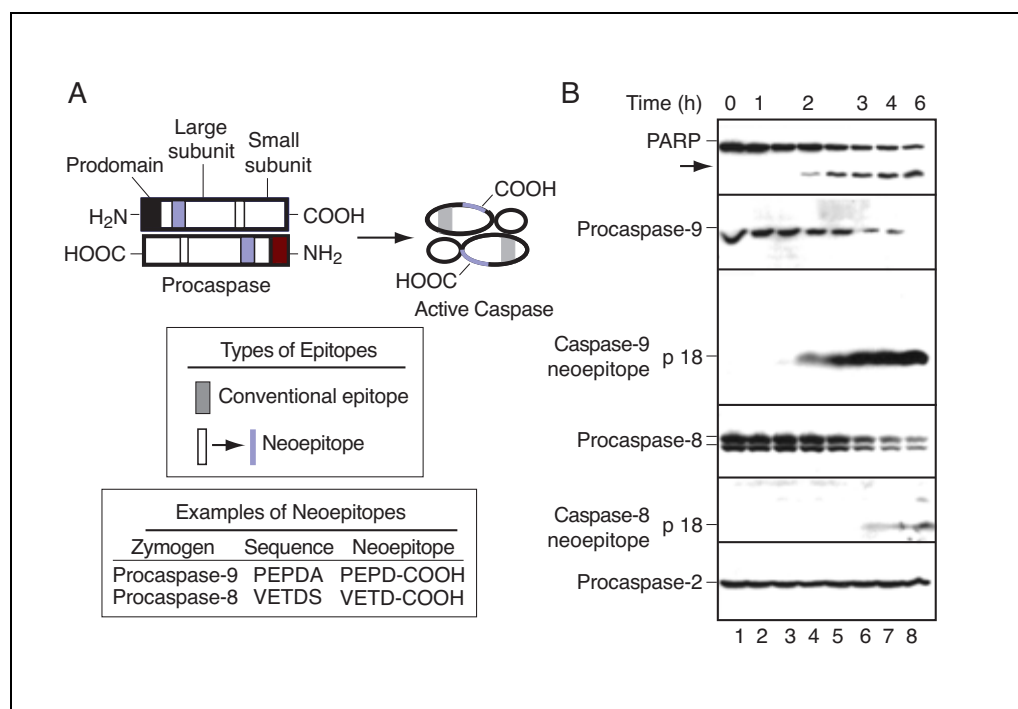 A
Large
subunit
Small
subunit
Prodomain
H2N
COOH
HOOC
NH2
Procaspase
COOH
HOOC
Active Caspase
Types of Epitopes
Conventional epitope
Neoepitope
Examples of Neoepitopes
Zymogen Sequence Neoepitope
Procaspase-9 PEPDA PEPD-COOH
Procaspase-8 VETDS VETD-COOH
B
Time (h) 0 1 2 3 4 6
PARP
Procaspase-9
Caspase-9
neoepitope p 18
Procaspase-8
Caspase-8
neoepitope p 18
Procaspase-2
1 2 3 4 5 6 7 8